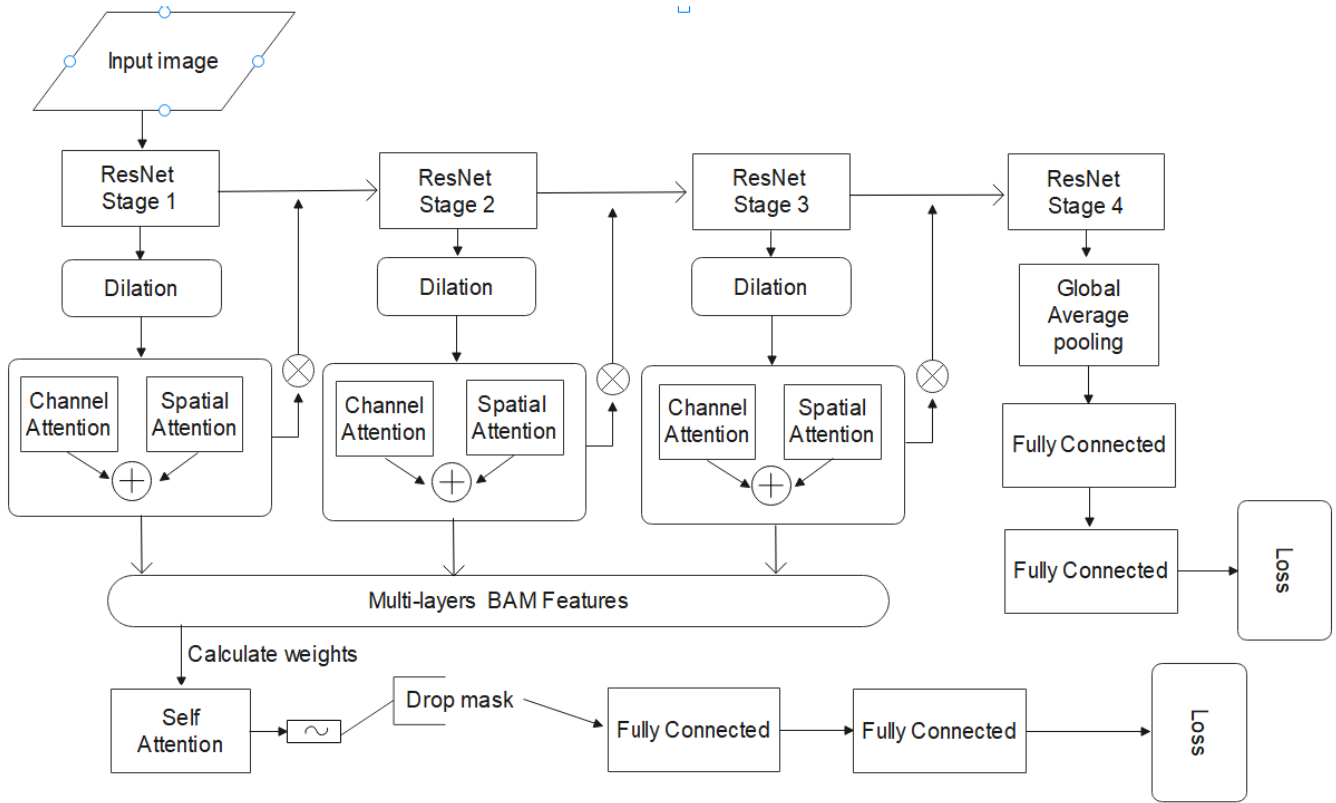 Input image
ResNet
Stage 1
ResNet
Stage 2
ResNet
Stage 3
ResNet
Stage 4
Dilation
Dilation
Dilation
Global
Average
pooling
Channel
Attention
Spatial
Attention
Channel
Attention
Spatial
Attention
Channel
Attention
Spatial
Attention
Fully Connected
Fully Connected
Loss
Multi-layers BAM Features
Calculate weights
Self
Attention
Drop mask
Fully Connected
Fully Connected
Loss